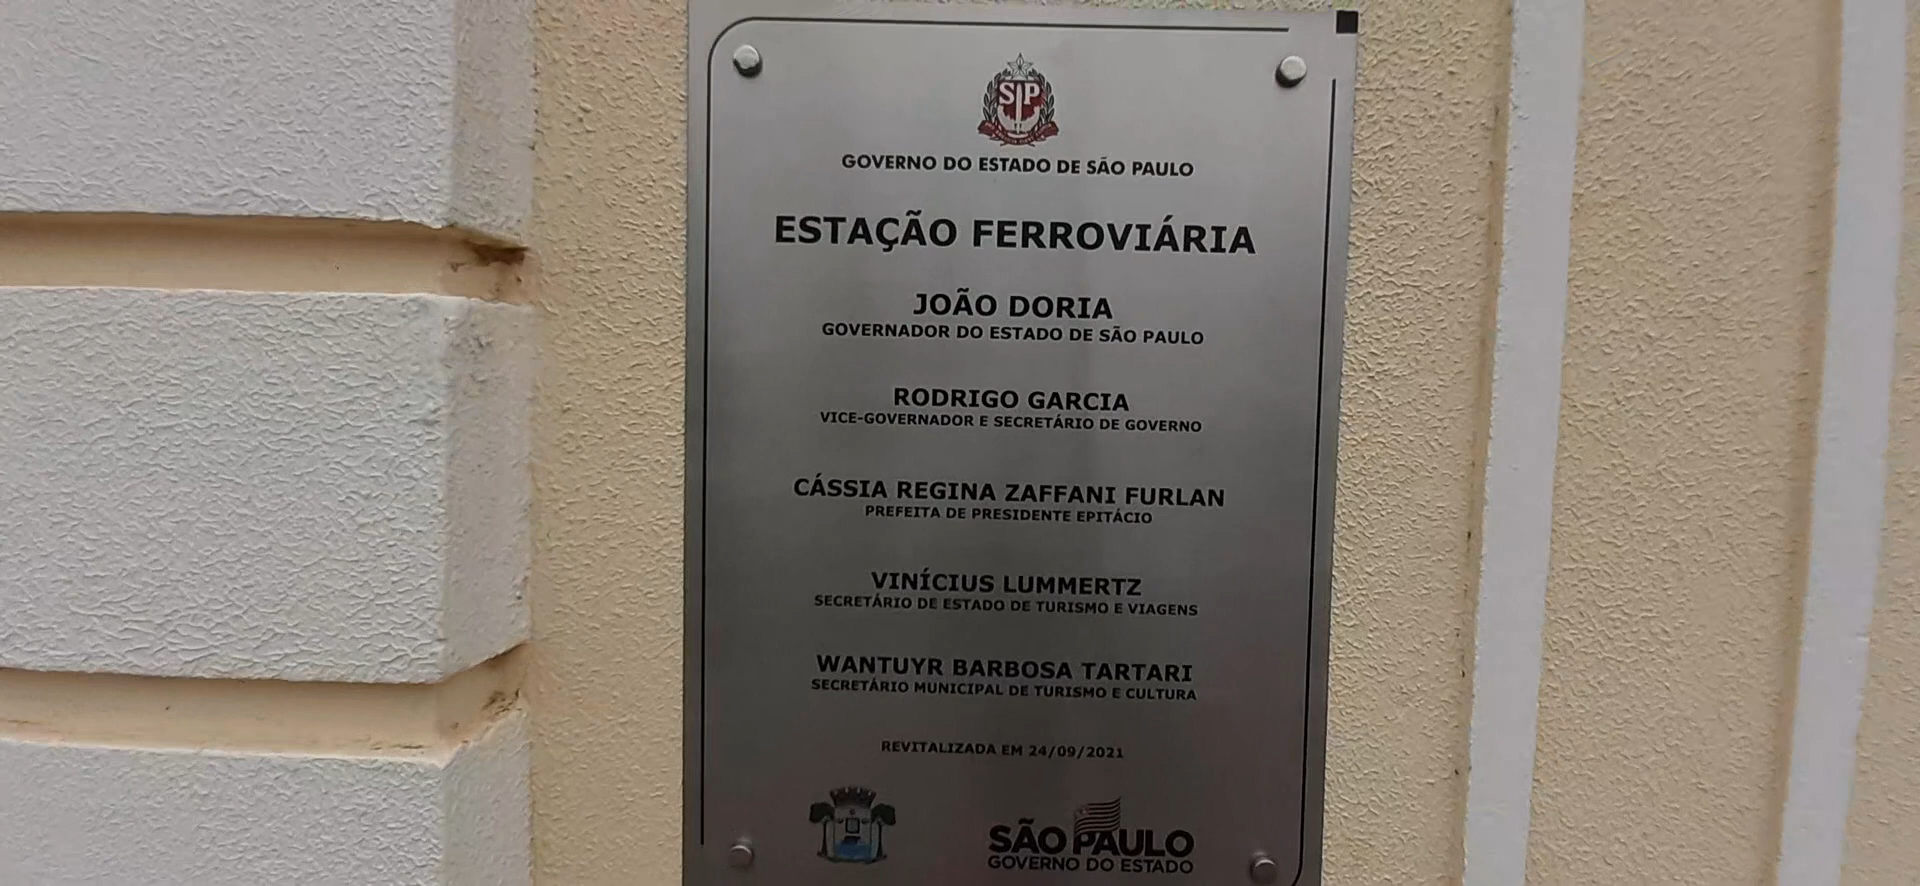 SP
GOVERNO DO ESTADO DE SÃO PAULO
ESTAÇÃO FERROVIÁRIA
JOÃO DORIA
GOVERNADOR DO ESTADO DE SÃO PAULO
RODRIGO GARCIA
VICE-GOVERNADOR E SECRETÁRIO DE GOVERNO
CÁSSIA REGINA ZAFFANI FURLAN
PREFEITA DE PRESIDENTE EPITÁCIO
VINÍCIUS LUMMERTZ
SECRETÁRIO DE ESTADO DE TURISMO E VIAGENS
WANTUYR BARBOSA TARTARI
SECRETÁRIO MUNICIPAL DE TURISMO E CULTURA
REVITALIZADA EM 24/09/2021
SÃO PAULO
GOVERNO DO ESTADO